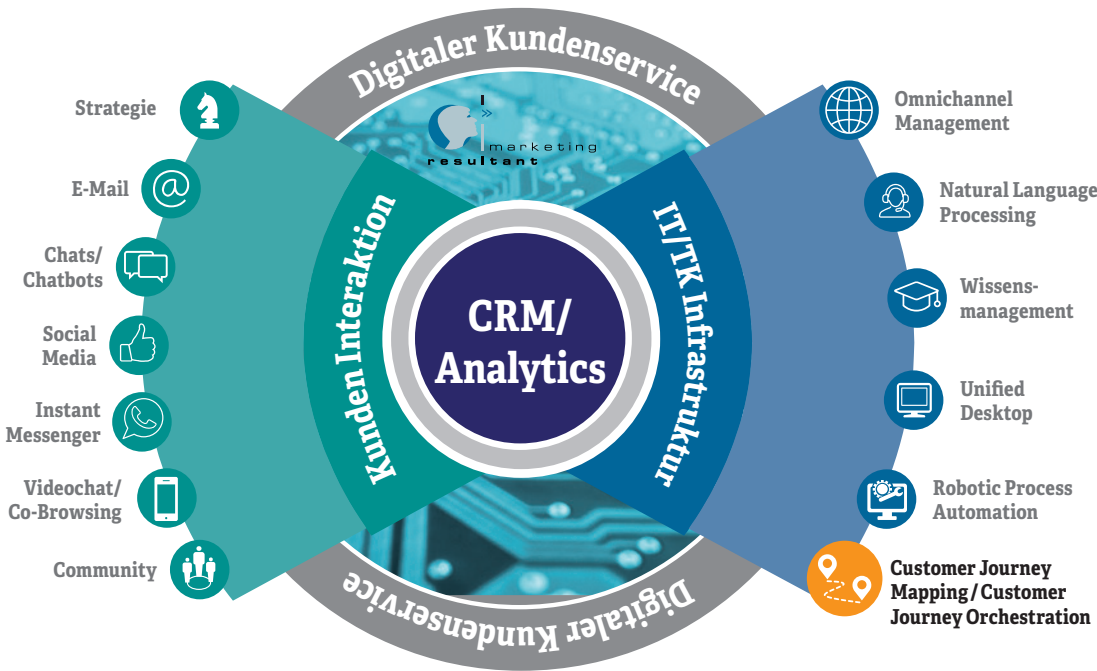 Digitaler Kundenservice
marketing
resultant
Strategie
E-Mail
Chats/
Chatbots
Social
Media
Instant
Messenger
Videochat/
Co-Browsing
Community
Kunden Interaktion
CRM/
Analytics
IT/TK Infrastruktur
Omnichannel
Management
Natural Language
Processing
Wissens-
management
Unified
Desktop
Robotic Process
Automation
Customer Journey
Mapping / Customer
Journey Orchestration
Digitaler Kundenservice